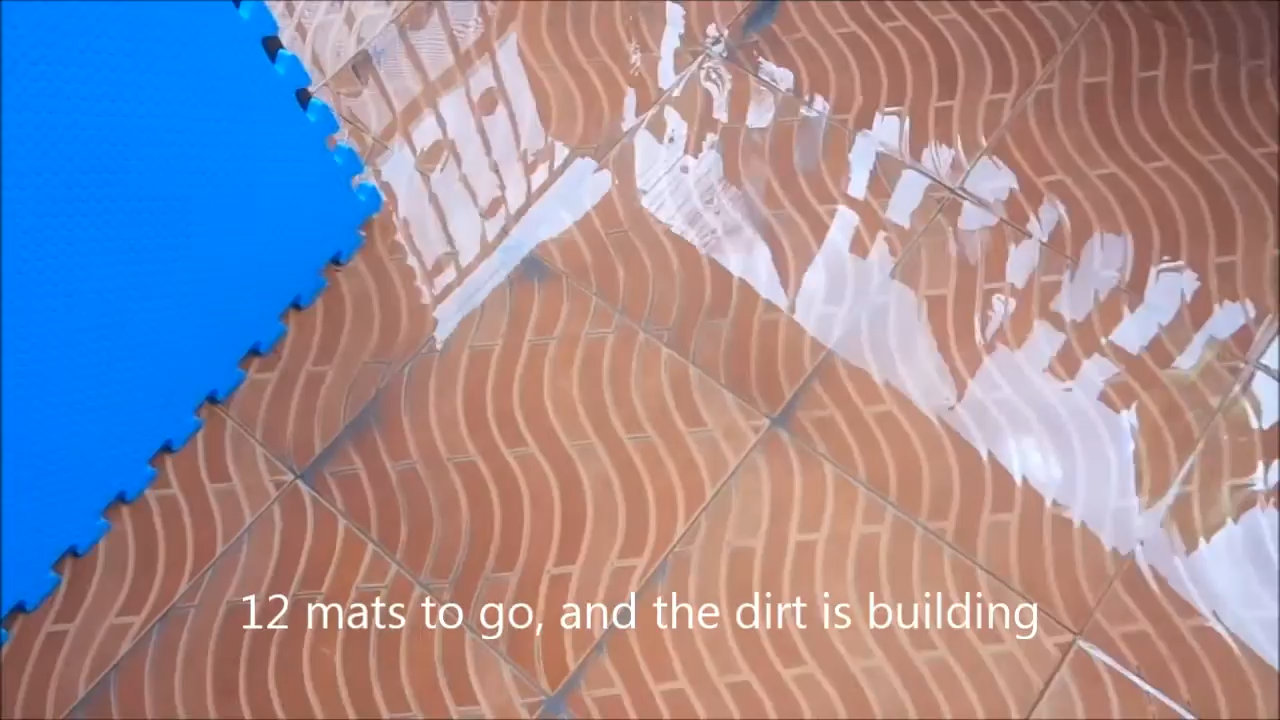 12 mats to go, and the dirt is building